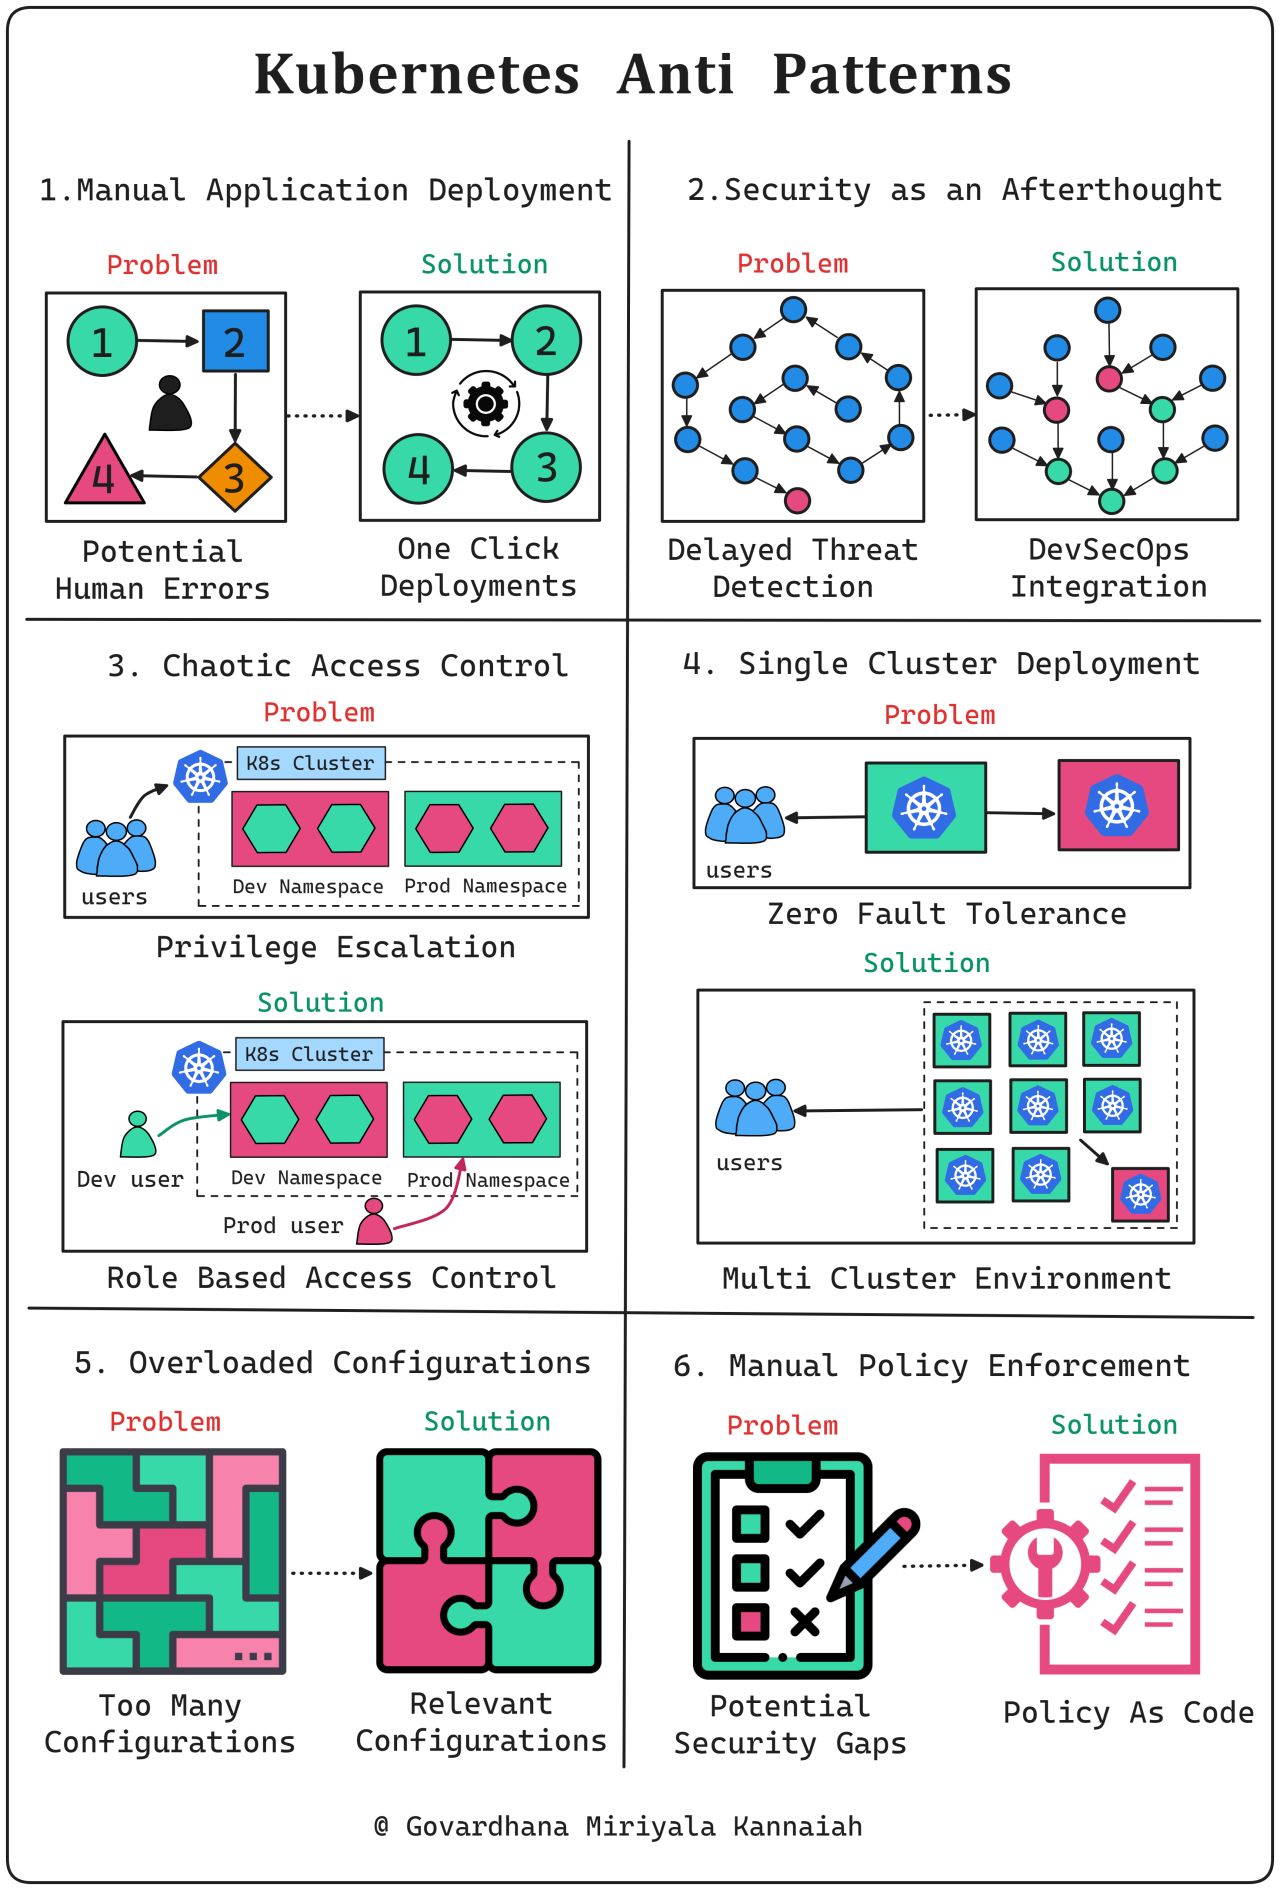 Kubernetes Anti Patterns
1.Manual Application Deployment
Problem
Solution
1
2
3
4
1
2
3
4
Potential
Human Errors
One Click
Deployments
2.Security as an Afterthought
Problem
Solution
Delayed Threat
Detection
DevSecOps
Integration
3. Chaotic Access Control
Problem
K8s Cluster
users
Dev Namespace
Prod Namespace
Privilege Escalation
Solution
K8s Cluster
Dev user
Dev Namespace
Prod Namespace
Prod user
Role Based Access Control
4. Single Cluster Deployment
Problem
users
Zero Fault Tolerance
Solution
users
Multi Cluster Environment
5. Overloaded Configurations
Problem
Solution
Too Many
Configurations
Relevant
Configurations
6. Manual Policy Enforcement
Problem
Solution
Potential
Security Gaps
Policy As Code
@ Govardhana Miriyala Kannaiah